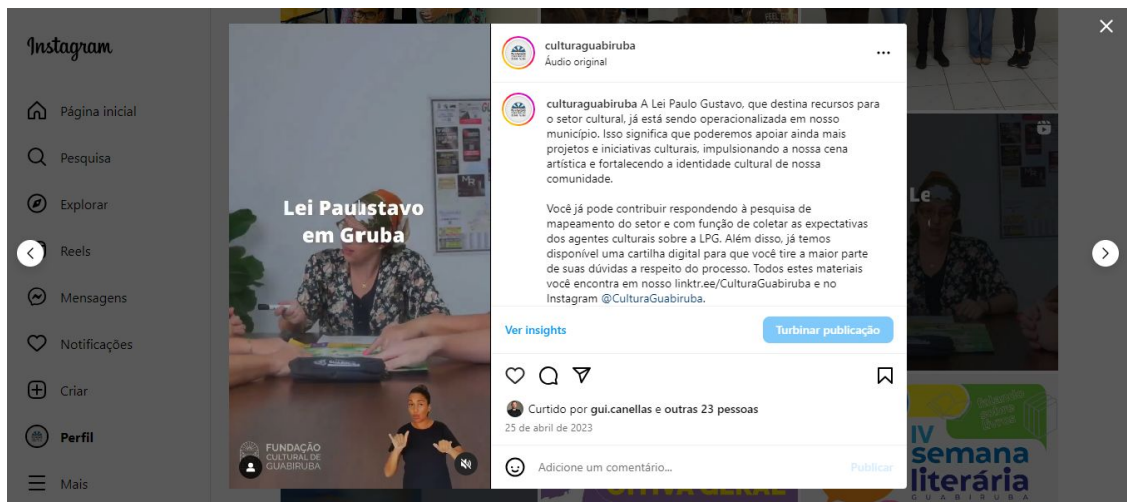 Instagram
Página inicial
Pesquisa
Explorar
Reels
Mensagens
Notificações
Criar
Perfil
Mais
Lei Pauustavo
em Gruba
FUNDAÇÃO
CULTURAL DE
GUABIRUBA
culturaguabiruba
Áudio original
culturaguabiruba A Lei Paulo Gustavo, que destina recursos para
o setor cultural, já está sendo operacionalizada em nosso
município. Isso significa que poderemos apoiar ainda mais
projetos e iniciativas culturais, impulsionando a nossa cena
artística e fortalecendo a identidade cultural de nossa
comunidade.
Você já pode contribuir respondendo à pesquisa de
mapeamento do setor e com função de coletar as expectativas
dos agentes culturais sobre a LPG. Além disso, já temos
disponível uma cartilha digital para que você tire a maior parte
de suas dúvidas a respeito do processo. Todos estes materiais
você encontra em nosso linktr.ee/CulturaGuabiruba e no
Instagram @CulturaGuabiruba.
Ver insights
Turbinar publicação
Curtido por gui.canellas e outras 23 pessoas
25 de abril de 2023
Adicione um comentário...
Publicar
Le
IV
semana
literária
GUABIRUBA
OITIVA GERAL